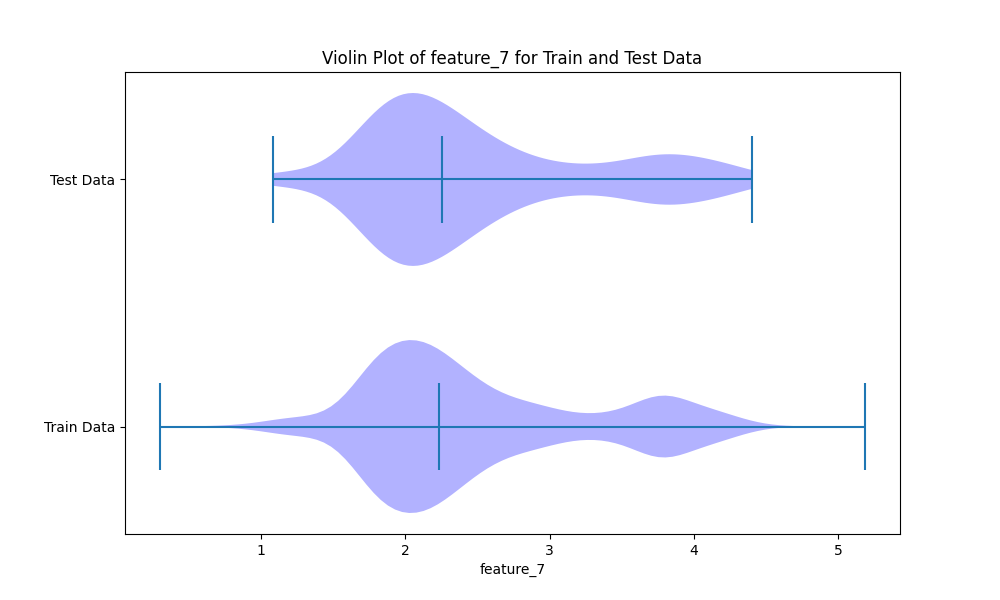 Violin Plot of feature_7 for Train and Test Data
Test Data
Train Data
1 2 3 4 5
feature_7